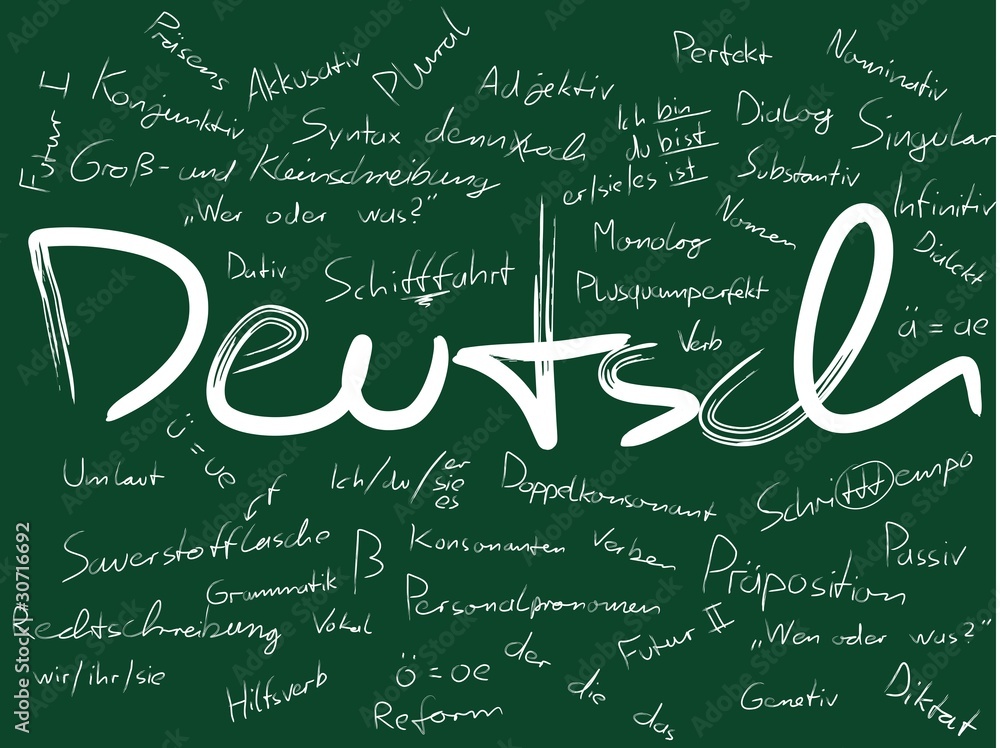 Präsens
Akkusativ
Plural
Perfekt
Nominativ
Futur I
Konjunktiv
Adjektiv
Ich bin
du bist
er/sie/es ist
Dialog
Singular
Syntax
dennoch
Groß- und Kleinschreibung
Substantiv
Infinitiv
„Wer oder was?"
Nomen
Monolog
Dialekt
Dativ
Schifffahrt
Plusquamperfekt
ä = ae
Verb
Deutsch
ü = ue
Umlaut
Ich/du/er
sie
es
Doppelkonsonant
Schritttempo
f
Sauerstofflasche
ß
Konsonanten
Verben
Präposition
Passiv
Grammatik
Personalpronomen
Rechtschreibung
Vokal
Futur II
„Wen oder was?"
wir/ihr/sie
Hilfsverb
ö = oe
der
die
das
Reform
Genetiv
Diktat
Adobe Stock | #30716692